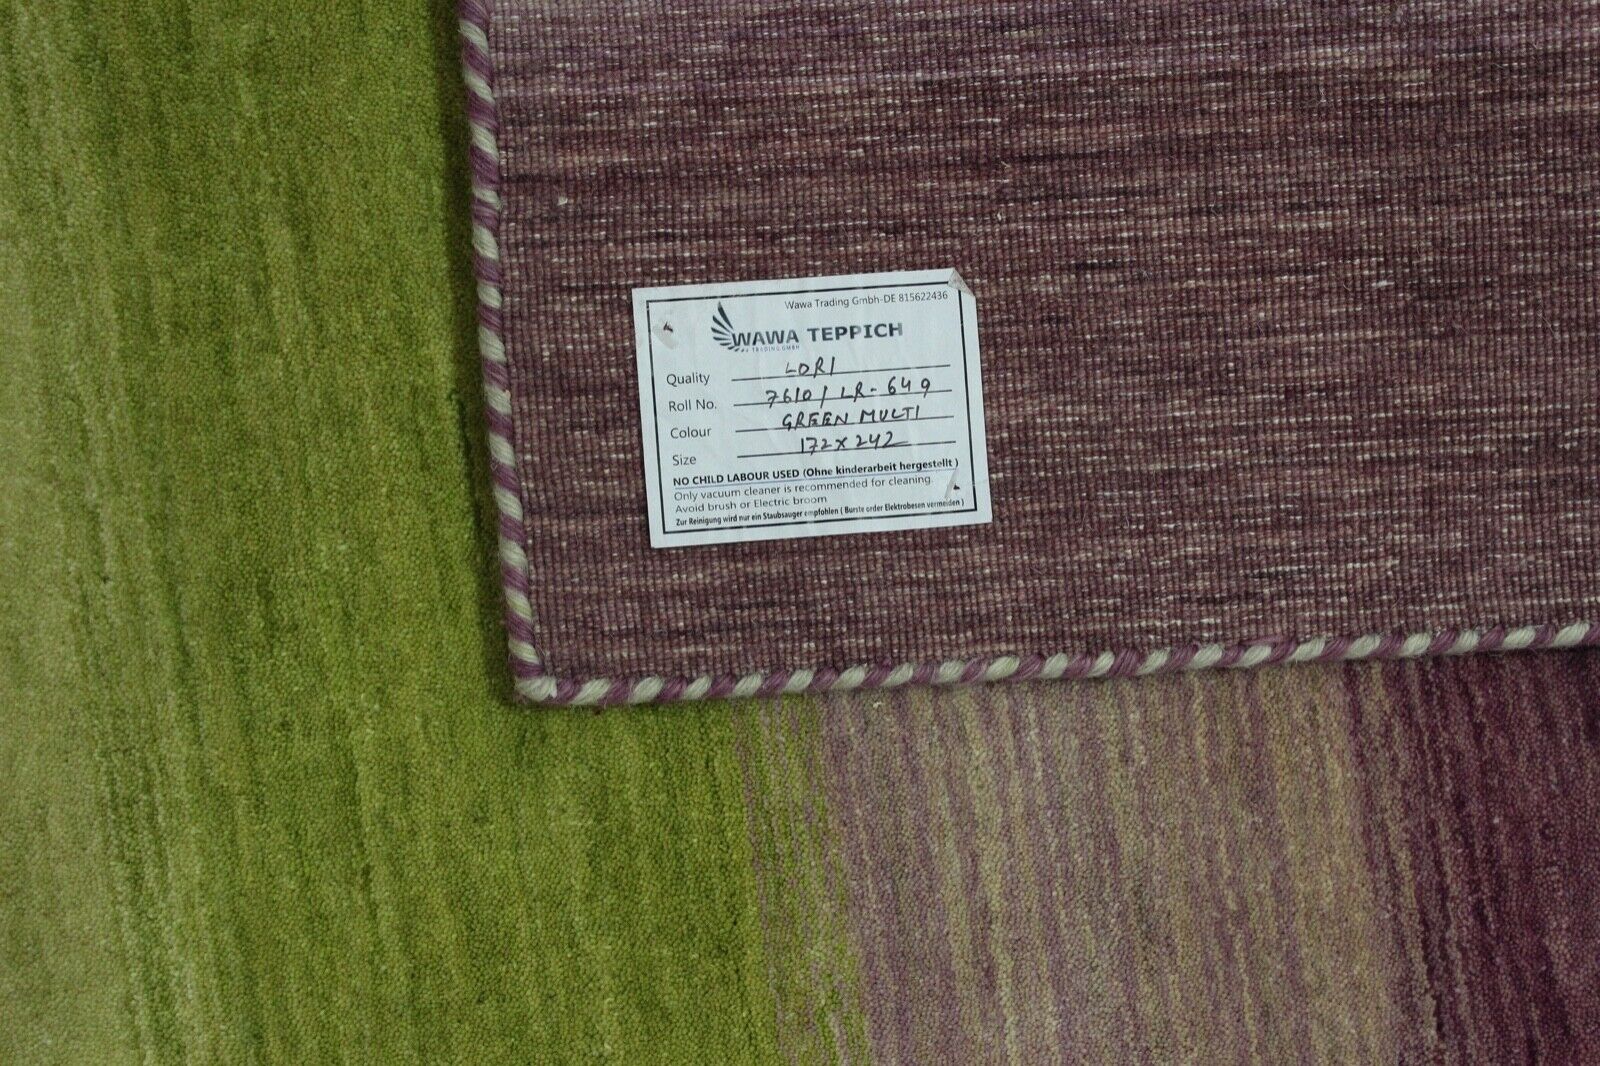 Wawa Trading Gmbh-DE 815622436
WAWA TEPPICH
TRADING GMBH
Quality LORI
Roll No. 7610/LR-649
Colour GREEN MULTI
Size 172x242
NO CHILD LABOUR USED (Ohne kinderarbeit hergestellt )
Only vacuum cleaner is recommended for cleaning
Avoid brush or Electric broom
Zur Reinigung wird nur ein Staubsauger empfohlen ( Burste order Elektrobesen vermeiden )